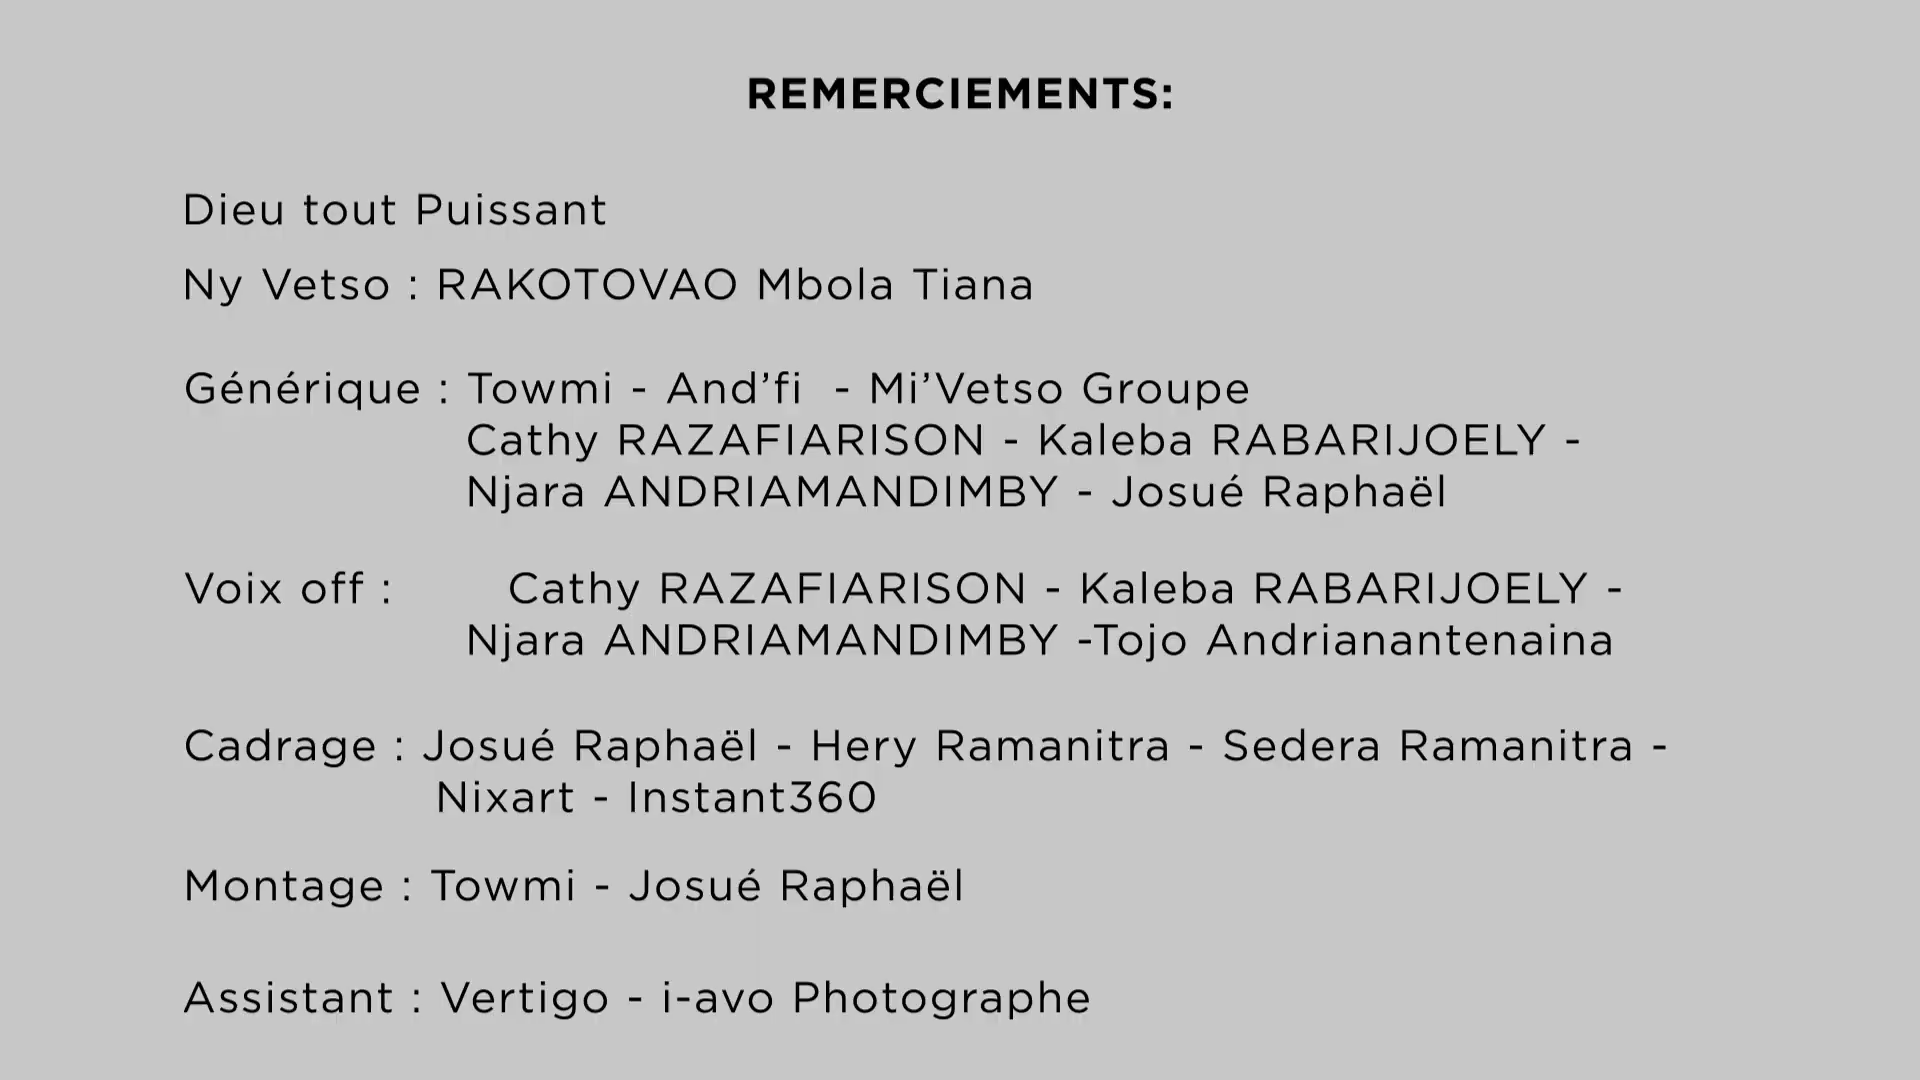 REMERCIEMENTS:
Dieu tout Puissant
Ny Vetso : RAKOTOVAO Mbola Tiana
Générique : Towmi - And’fi - Mi’Vetso Groupe
Cathy RAZAFIARISON - Kaleba RABARIJOELY -
Njara ANDRIAMANDIMBY - Josué Raphaël
Voix off : Cathy RAZAFIARISON - Kaleba RABARIJOELY -
Njara ANDRIAMANDIMBY -Tojo Andrianantenaina
Cadrage : Josué Raphaël - Hery Ramanitra - Sedera Ramanitra -
Nixart - Instant360
Montage : Towmi - Josué Raphaël
Assistant : Vertigo - i-avo Photographe